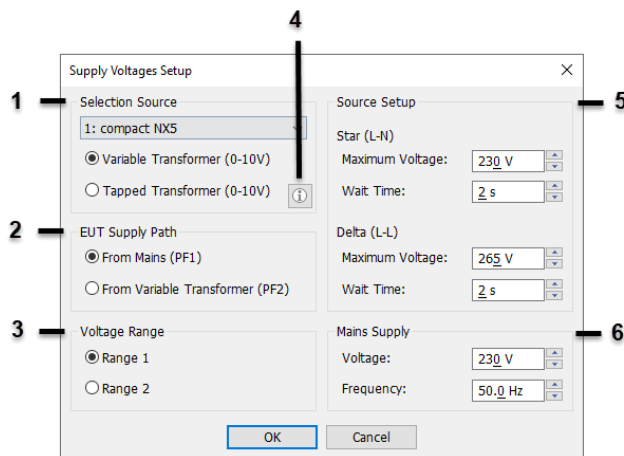 4
Supply Voltages Setup
1
Selection Source
1: compact NX5
Variable Transformer (0-10V)
Tapped Transformer (0-10V)
2
EUT Supply Path
From Mains (PF1)
From Variable Transformer (PF2)
3
Voltage Range
Range 1
Range 2
5
Source Setup
Star (L-N)
Maximum Voltage: 230 V
Wait Time: 2 s
Delta (L-L)
Maximum Voltage: 265 V
Wait Time: 2 s
6
Mains Supply
Voltage: 230 V
Frequency: 50.0 Hz
OK Cancel